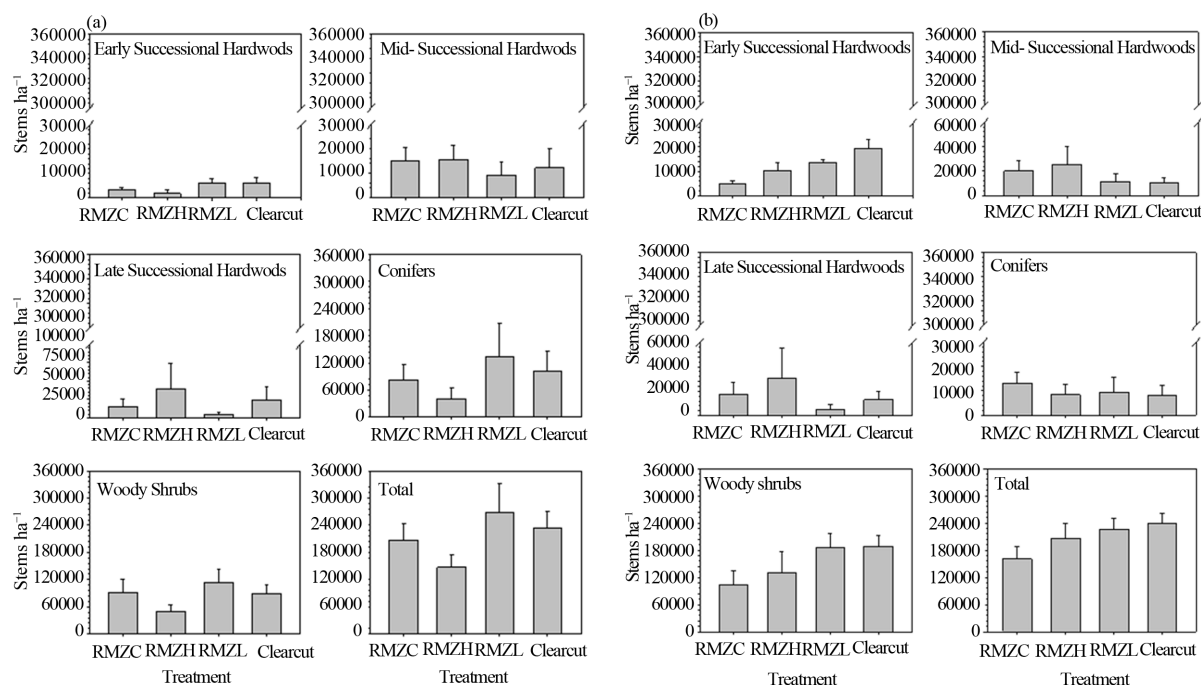 (a)
Early Successional Hardwods
Stems ha⁻¹
360000
340000
320000
300000
30000
20000
10000
0
RMZC RMZH RMZL Clearcut
Mid- Successional Hardwods
360000
340000
320000
300000
30000
20000
10000
0
RMZC RMZH RMZL Clearcut
Late Successional Hardwods
Stems ha⁻¹
360000
340000
320000
300000
100000
75000
50000
25000
0
RMZC RMZH RMZL Clearcut
Conifers
360000
300000
240000
180000
120000
60000
0
RMZC RMZH RMZL Clearcut
Woody Shrubs
Stems ha⁻¹
360000
300000
240000
180000
120000
60000
0
RMZC RMZH RMZL Clearcut
Treatment
Total
360000
300000
240000
180000
120000
60000
0
RMZC RMZH RMZL Clearcut
(b)
Early Successional Hardwoods
Stems ha⁻¹
360000
340000
320000
300000
30000
20000
10000
0
RMZC RMZH RMZL Clearcut
Mid- Successional Hardwoods
360000
340000
320000
300000
60000
40000
20000
0
RMZC RMZH RMZL Clearcut
Late Successional Hardwoods
Stems ha⁻¹
360000
340000
320000
300000
60000
40000
20000
0
RMZC RMZH RMZL Clearcut
Conifers
360000
340000
320000
300000
30000
20000
10000
0
RMZC RMZH RMZL Clearcut
Woody shrubs
Stems ha⁻¹
360000
300000
240000
180000
120000
60000
0
RMZC RMZH RMZL Clearcut
Total
360000
300000
240000
180000
120000
60000
0
RMZC RMZH RMZL Clearcut
Treatment